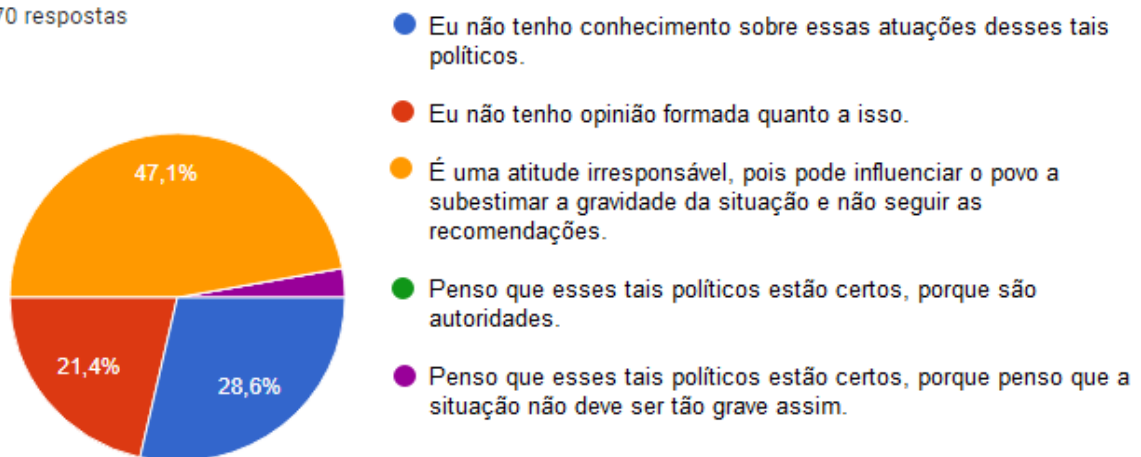 70 respostas
Eu não tenho conhecimento sobre essas atuações desses tais
políticos.
Eu não tenho opinião formada quanto a isso.
É uma atitude irresponsável, pois pode influenciar o povo a
subestimar a gravidade da situação e não seguir as
recomendações.
Penso que esses tais políticos estão certos, porque são
autoridades.
Penso que esses tais políticos estão certos, porque penso que a
situação não deve ser tão grave assim.
47,1%
21,4%
28,6%